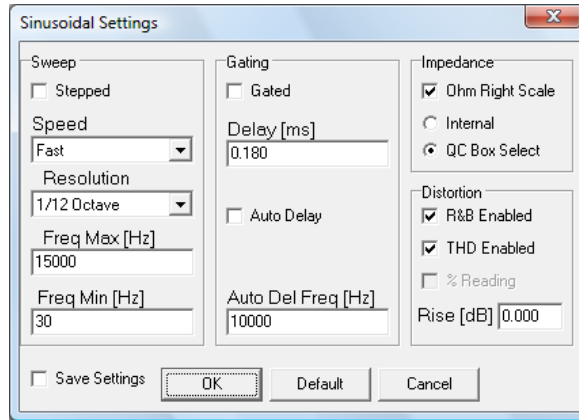 Sinusoidal Settings
Sweep
Stepped
Speed
Fast
Resolution
1/12 Octave
Freq Max [Hz]
15000
Freq Min [Hz]
30
Gating
Gated
Delay [ms]
0.180
Auto Delay
Auto Del Freq [Hz]
10000
Impedance
Ohm Right Scale
Internal
QC Box Select
Distortion
R&B Enabled
THD Enabled
% Reading
Rise [dB] 0.000
Save Settings
OK
Default
Cancel